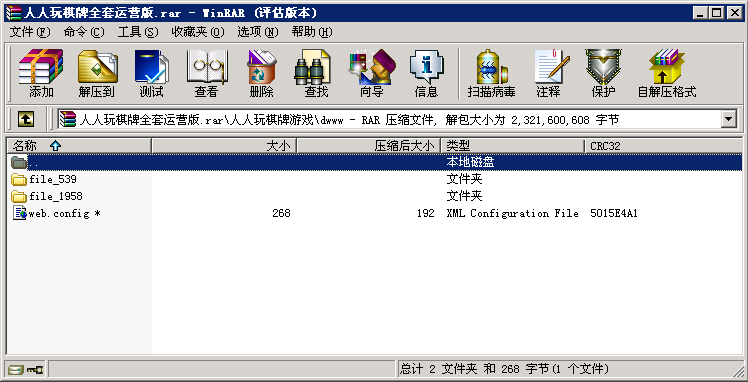 人人玩棋牌全套运营版.rar - WinRAR (评估版本)
文件(F) 命令(C) 工具(S) 收藏夹(O) 选项(N) 帮助(H)
添加 解压到 测试 查看 删除 查找 向导 信息 扫描病毒 注释 保护 自解压格式
人人玩棋牌全套运营版.rar\人人玩棋牌游戏\dwww - RAR 压缩文件, 解包大小为 2,321,600,608 字节
名称 大小 压缩后大小 类型 CRC32
.. 本地磁盘
file_539 文件夹
file_1958 文件夹
web.config * 268 192 XML Configuration File 5015E4A1
总计 2 文件夹 和 268 字节(1 个文件)